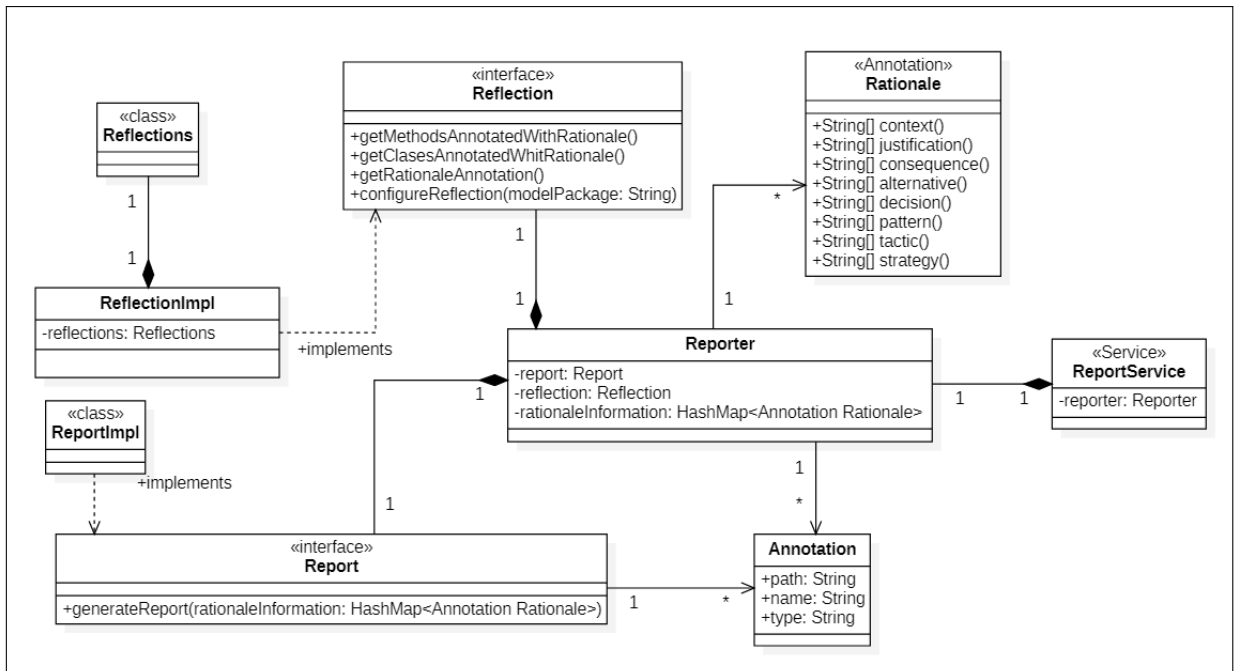 «class»
Reflections
1
1
ReflectionImpl
-reflections: Reflections
+implements
«interface»
Reflection
+getMethodsAnnotatedWithRationale()
+getClasesAnnotatedWhitRationale()
+getRationaleAnnotation()
+configureReflection(modelPackage: String)
1
1
«Annotation»
Rationale
+String[] context()
+String[] justification()
+String[] consequence()
+String[] alternative()
+String[] decision()
+String[] pattern()
+String[] tactic()
+String[] strategy()
*
1
Reporter
-report: Report
-reflection: Reflection
-rationaleInformation: HashMap<Annotation Rationale>
1
1
«Service»
ReportService
-reporter: Reporter
1
1
«class»
ReportImpl
+implements
«interface»
Report
+generateReport(rationaleInformation: HashMap<Annotation Rationale>)
1
*
1
*
Annotation
+path: String
+name: String
+type: String